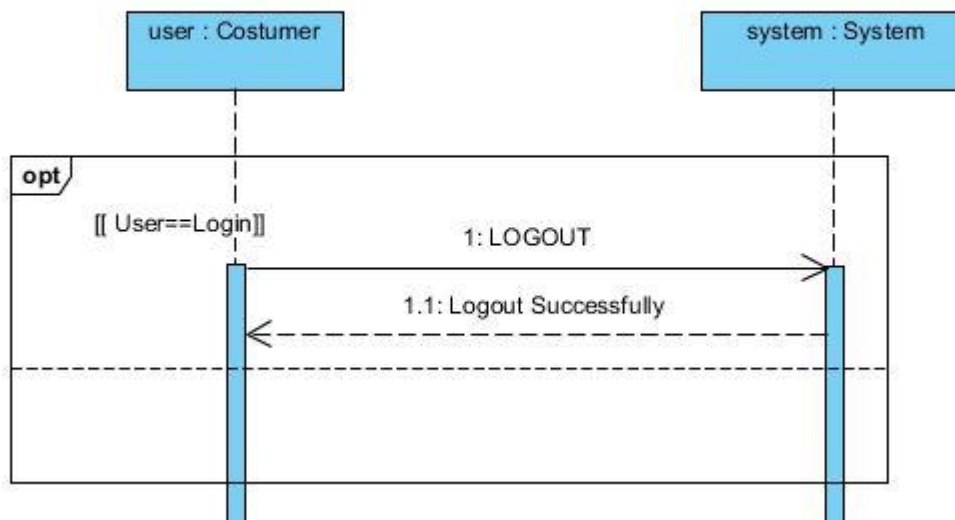 user : Costumer
system : System
opt
[[ User==Login]]
1: LOGOUT
1.1: Logout Successfully